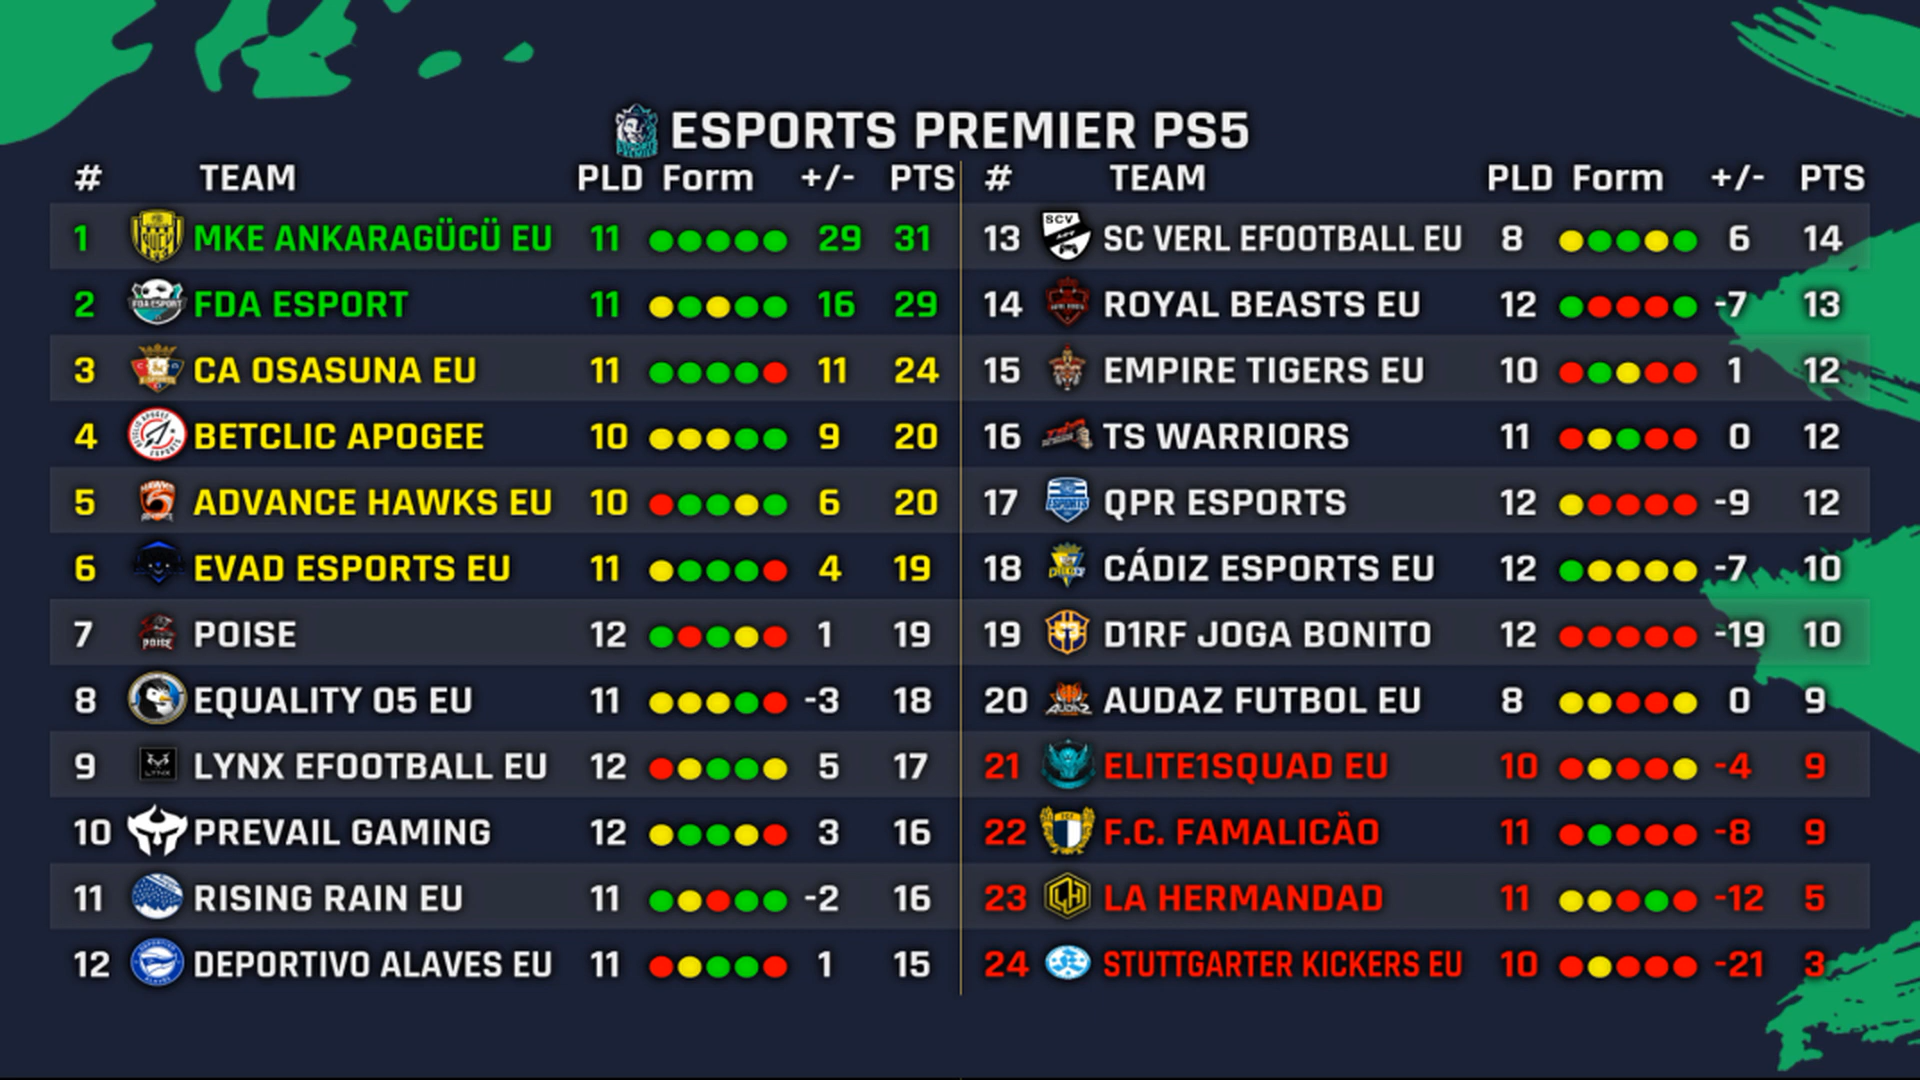 ESPORTS PREMIER PS5
# TEAM PLD Form +/- PTS
1 MKE ANKARAGÜCÜ EU 11 29 31
2 FDA ESPORT 11 16 29
3 CA OSASUNA EU 11 11 24
4 BETCLIC APOGEE 10 9 20
5 ADVANCE HAWKS EU 10 6 20
6 EVAD ESPORTS EU 11 4 19
7 POISE 12 1 19
8 EQUALITY 05 EU 11 -3 18
9 LYNX EFOOTBALL EU 12 5 17
10 PREVAIL GAMING 12 3 16
11 RISING RAIN EU 11 -2 16
12 DEPORTIVO ALAVES EU 11 1 15
# TEAM PLD Form +/- PTS
13 SC VERL EFOOTBALL EU 8 6 14
14 ROYAL BEASTS EU 12 -7 13
15 EMPIRE TIGERS EU 10 1 12
16 TS WARRIORS 11 0 12
17 QPR ESPORTS 12 -9 12
18 CÁDIZ ESPORTS EU 12 -7 10
19 D1RF JOGA BONITO 12 -19 10
20 AUDAZ FUTBOL EU 8 0 9
21 ELITE1SQUAD EU 10 -4 9
22 F.C. FAMALICÃO 11 -8 9
23 LA HERMANDAD 11 -12 5
24 STUTTGARTER KICKERS EU 10 -21 3